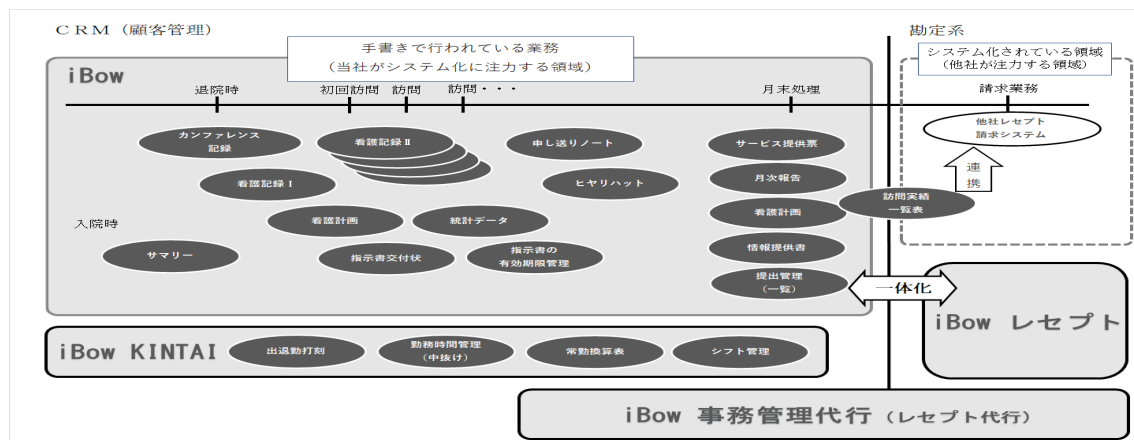 CRM（顧客管理）
勘定系
手書きで行われている業務
（当社がシステム化に注力する領域）
システム化されている領域
（他社が注力する領域）
iBow
退院時
初回訪問
訪問
訪問・・・
月末処理
請求業務
カンファレンス
記録
看護記録Ⅱ
申し送りノート
サービス提供票
他社レセプト
請求システム
連携
看護記録Ⅰ
ヒヤリハット
月次報告
訪問実績
一覧表
入院時
看護計画
統計データ
看護計画
サマリー
指示書交付状
指示書の
有効期限管理
情報提供書
提出管理
（一覧）
一体化
iBow レセプト
iBow KINTAI
出退勤打刻
勤務時間管理
（中抜け）
常勤換算表
シフト管理
iBow 事務管理代行（レセプト代行）